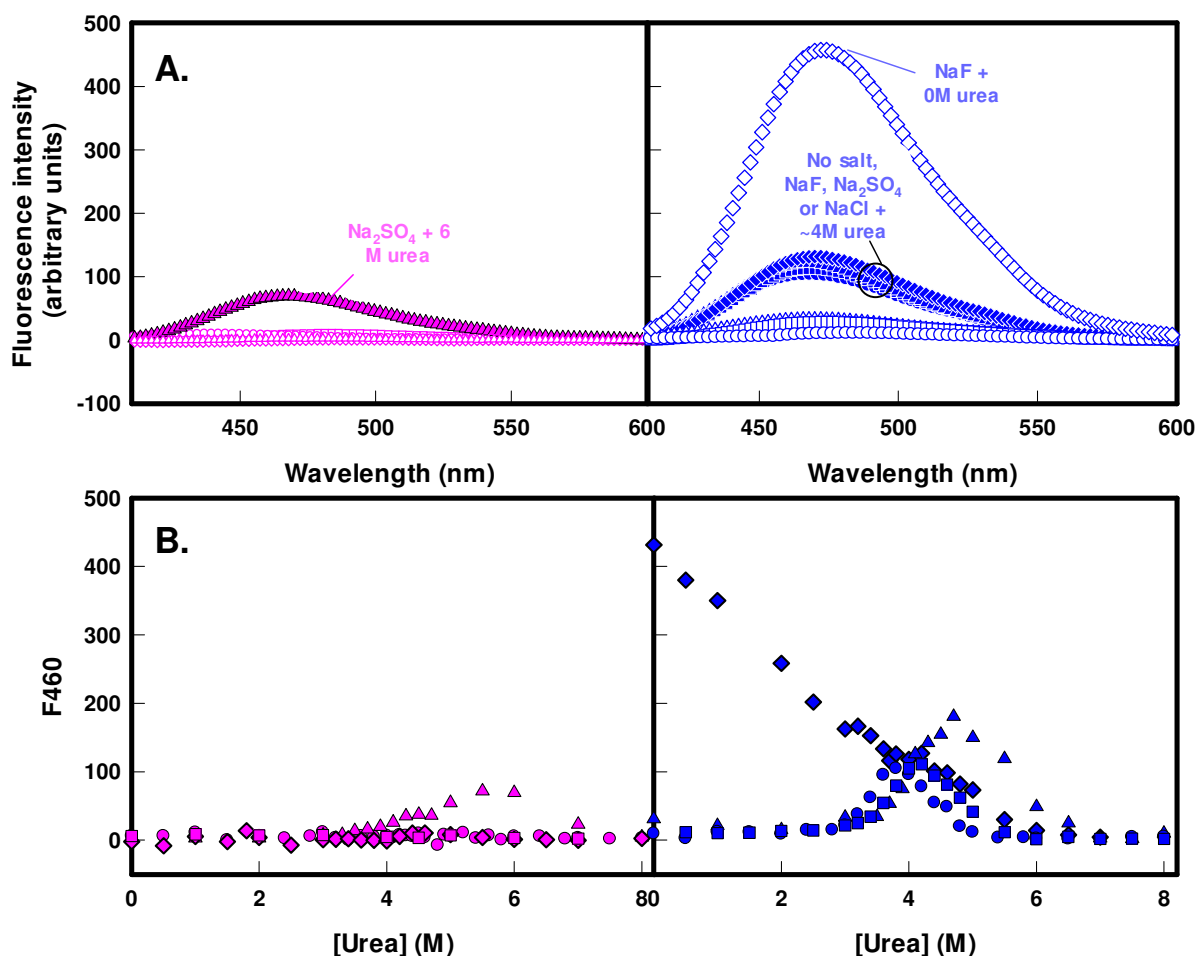 500
400
300
200
100
0
-100
Fluorescence intensity
(arbitrary units)
A.
Na₂SO₄ + 6
M urea
NaF +
0M urea
No salt,
NaF, Na₂SO₄
or NaCl +
~4M urea
450 500 550 600 450 500 550 600
Wavelength (nm) Wavelength (nm)
500
400
300
200
100
0
F460
B.
0 2 4 6 80 2 4 6 8
[Urea] (M) [Urea] (M)